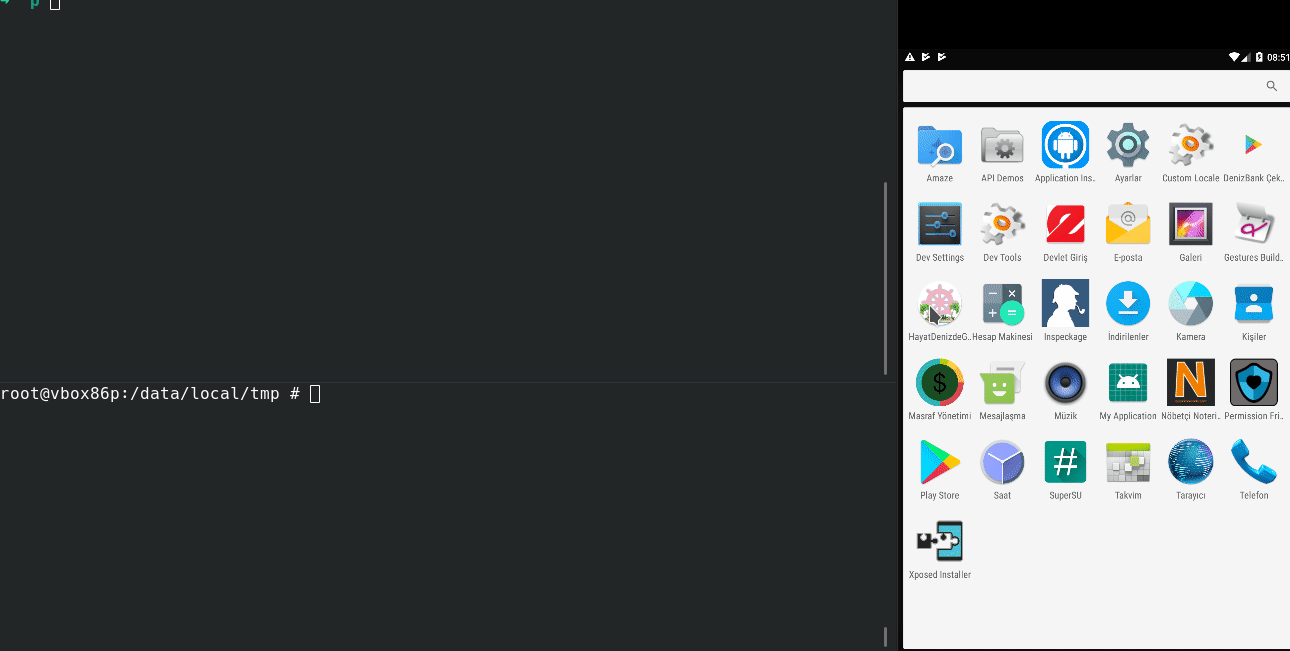 ➜ p
root@vbox86p:/data/local/tmp #
08:51
Amaze
API Demos
Application Ins..
Ayarlar
Custom Locale
DenizBank Çek..
Dev Settings
Dev Tools
Devlet Giriş
E-posta
Galeri
Gestures Build..
HayatDenizdeG..
Hesap Makinesi
Inspeckage
İndirilenler
Kamera
Kişiler
Masraf Yönetimi
Mesajlaşma
Müzik
My Application
Nöbetçi Noteri..
Permission Fri..
Play Store
Saat
SuperSU
Takvim
Tarayıcı
Telefon
Xposed Installer